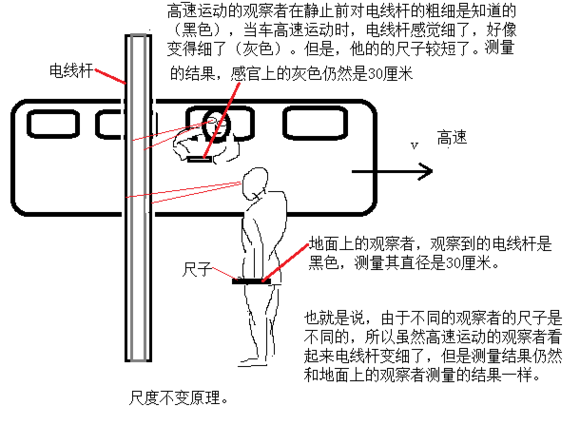 高速运动的观察者在静止前对电线杆的粗细是知道的
（黑色），当车高速运动时，电线杆感觉细了，好像
变得细了（灰色）。但是，他的的尺子较短了。测量
的结果，感官上的灰色仍然是30厘米
电线杆
v 高速
地面上的观察者，观察到的电线杆是
黑色，测量其直径是30厘米。
尺子
也就是说，由于不同的观察者的尺子是
不同的，所以虽然高速运动的观察者看
起来电线杆变细了，但是测量结果仍然
和地面上的观察者测量的结果一样。
尺度不变原理。